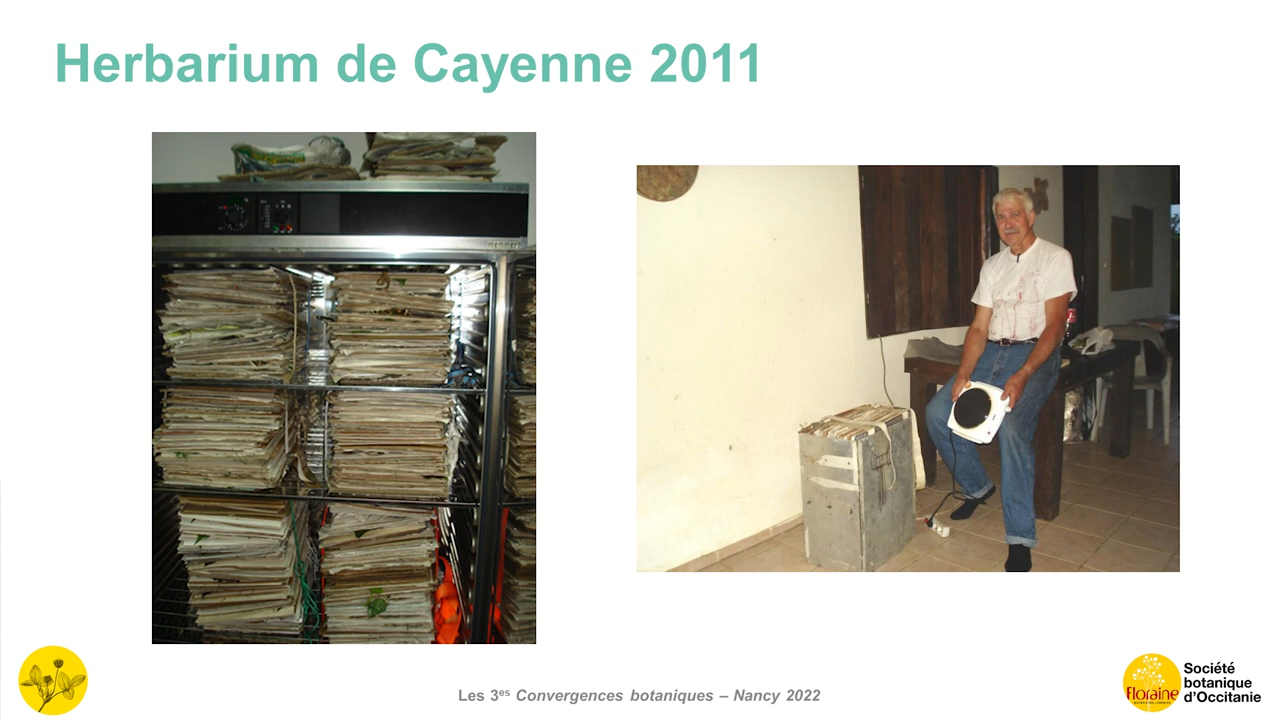 Herbarium de Cayenne 2011
Les 3es Convergences botaniques – Nancy 2022
Floraine
Société
botanique
d'Occitanie